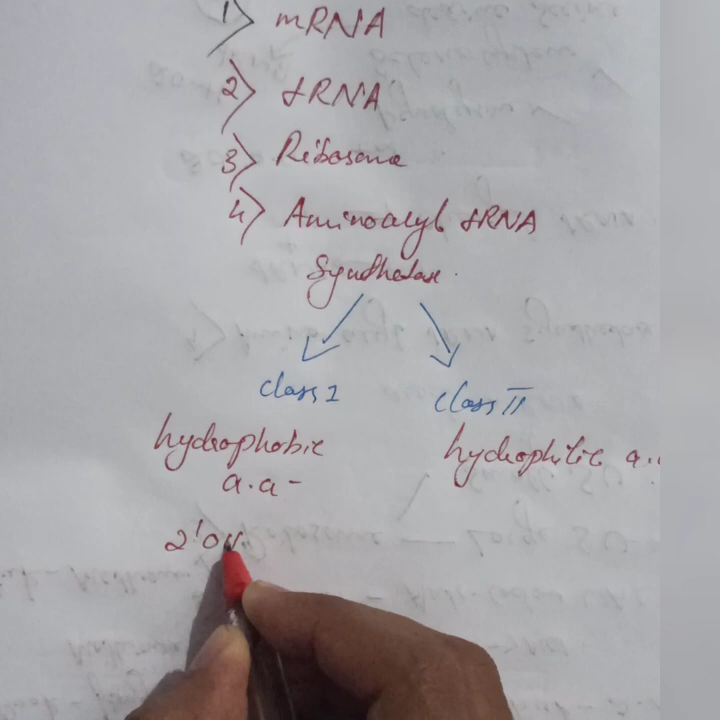 1> mRNA
2> tRNA
3> Ribosome
4> Aminoacyl tRNA
Synthetase.
class I
class II
hydrophobic
a.a-
hydrophilic a.
2'OH